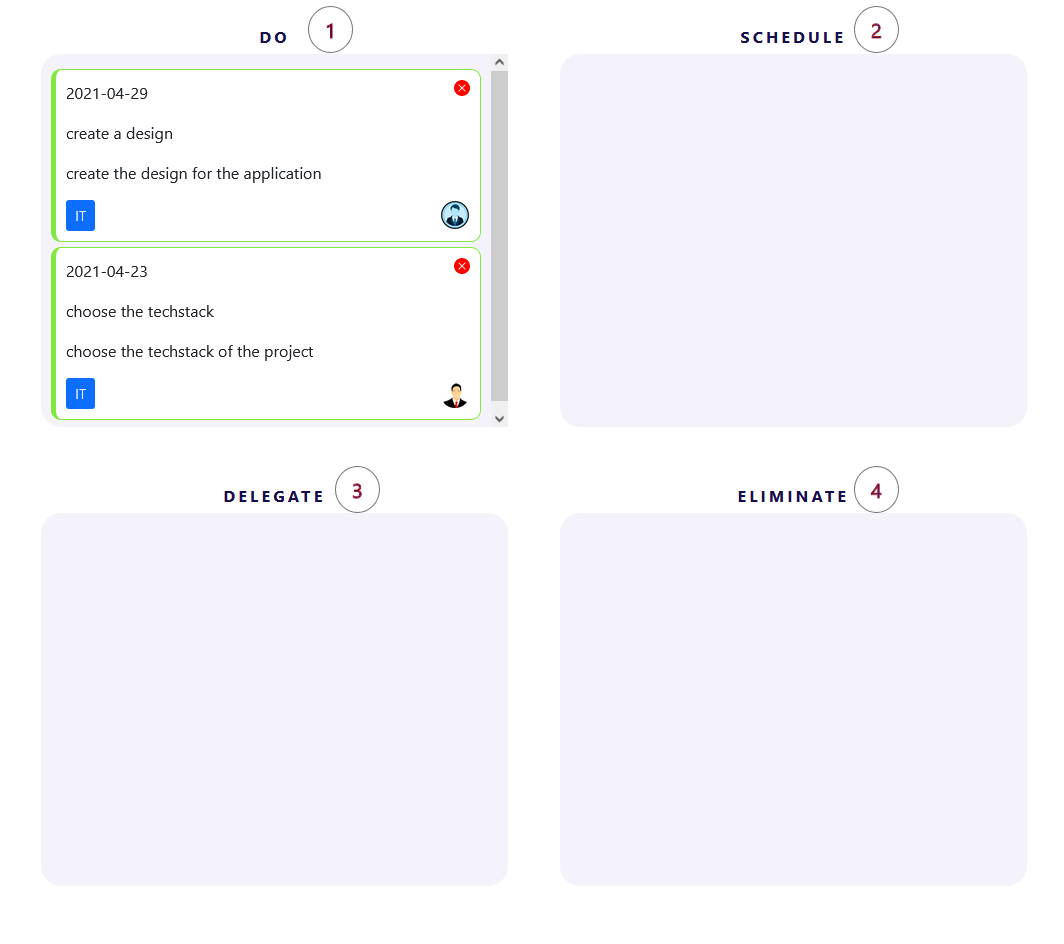 DO 1
2021-04-29
create a design
create the design for the application
IT
2021-04-23
choose the techstack
choose the techstack of the project
IT
SCHEDULE 2
DELEGATE 3
ELIMINATE 4